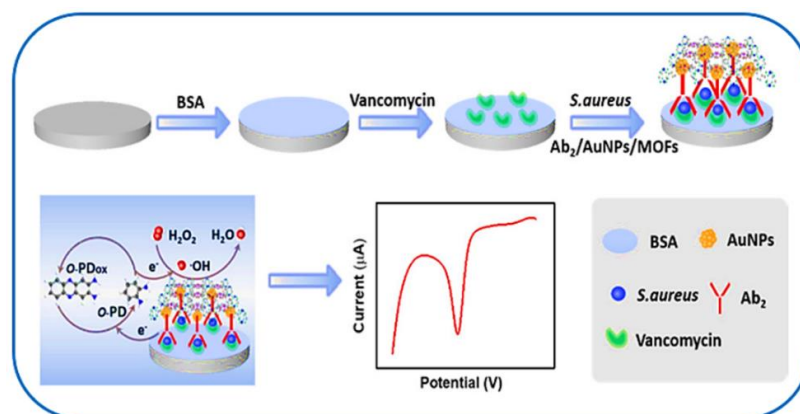 BSA
Vancomycin
S.aureus
Ab₂/AuNPs/MOFs
H₂O₂
H₂O
·OH
O-PDox
e⁻
O-PD
e⁻
Current (μA)
Potential (V)
BSA
AuNPs
S.aureus
Ab₂
Vancomycin